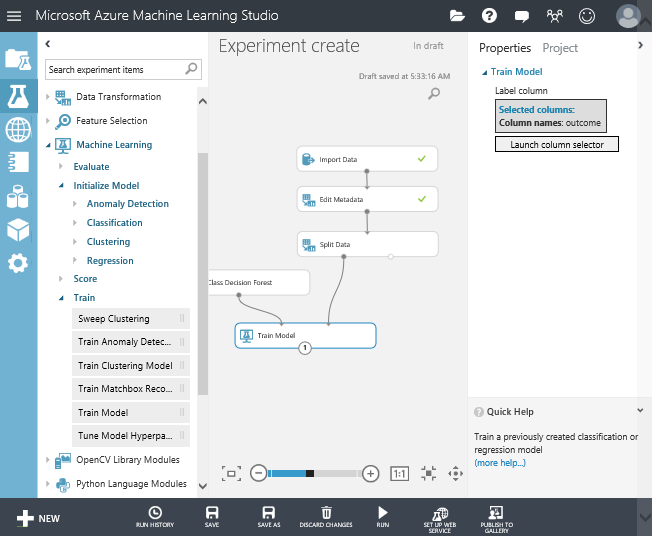 Microsoft Azure Machine Learning Studio
Search experiment items
Data Transformation
Feature Selection
Machine Learning
Evaluate
Initialize Model
Anomaly Detection
Classification
Clustering
Regression
Score
Train
Sweep Clustering
Train Anomaly Detec...
Train Clustering Model
Train Matchbox Reco...
Train Model
Tune Model Hyperpa...
OpenCV Library Modules
Python Language Modules
Experiment create
In draft
Draft saved at 5:33:16 AM
Import Data
Edit Metadata
Split Data
Class Decision Forest
Train Model
1
1:1
Properties Project
Train Model
Label column
Selected columns:
Column names: outcome
Launch column selector
Quick Help
Train a previously created classification or
regression model
(more help...)
NEW
RUN HISTORY
SAVE
SAVE AS
DISCARD CHANGES
RUN
SET UP WEB
SERVICE
PUBLISH TO
GALLERY